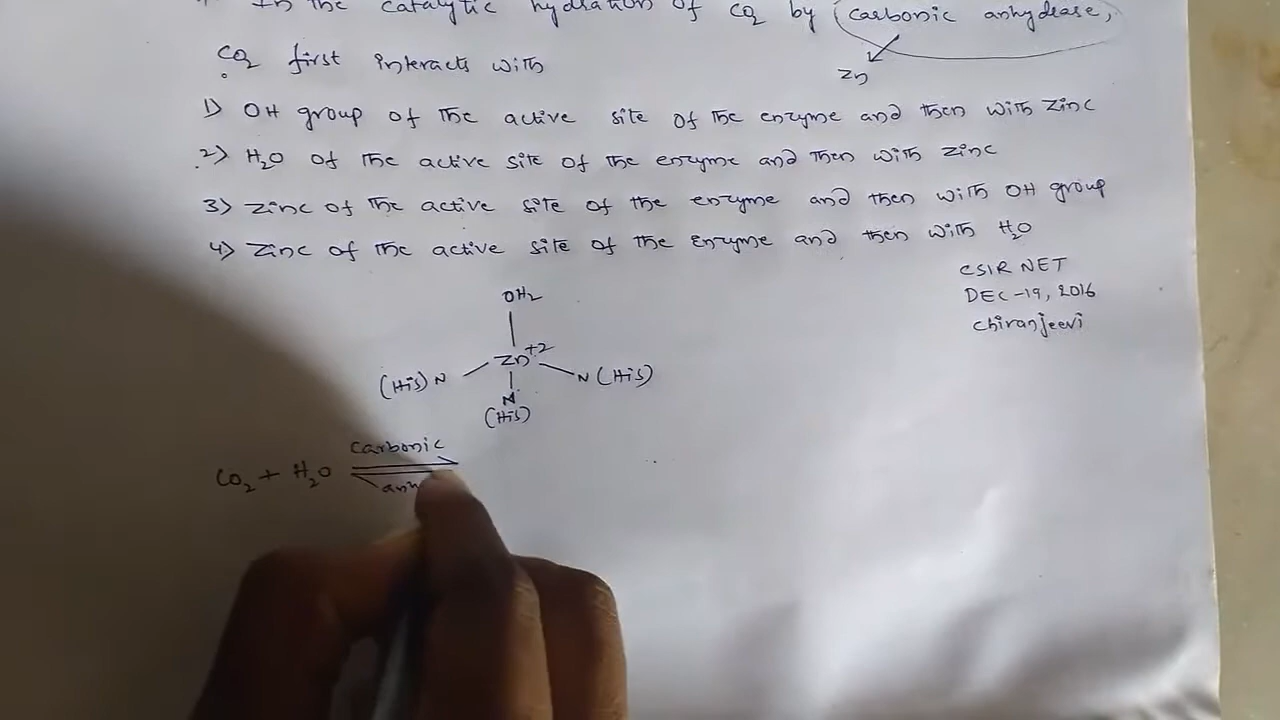 In the catalytic hydration of CO2 by (carbonic anhydrase,
Zn
CO2 first interacts with
1) OH group of the active site of the enzyme and then with zinc
2) H2O of the active site of the enzyme and then with zinc
3) zinc of the active site of the enzyme and then with OH group
4) zinc of the active site of the enzyme and then with H2O
CSIR NET
DEC-19, 2016
chiranjeevi
OH2
Zn+2
(His) N
N (His)
N
(His)
carbonic
CO2 + H2O
anh